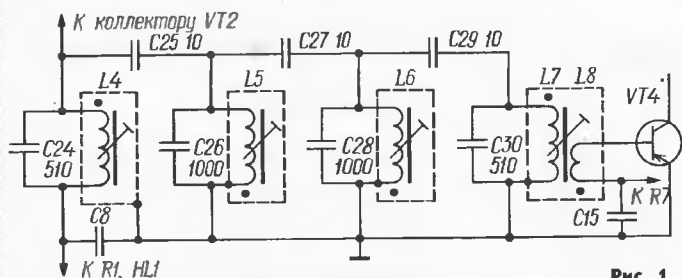 К коллектору VT2
C25 10
C27 10
C29 10
L4
L5
L6
L7 L8
VT4
C24
510
C26
1000
C28
1000
C30
510
C8
C15
К R7
К R1, HL1
Рис. 1